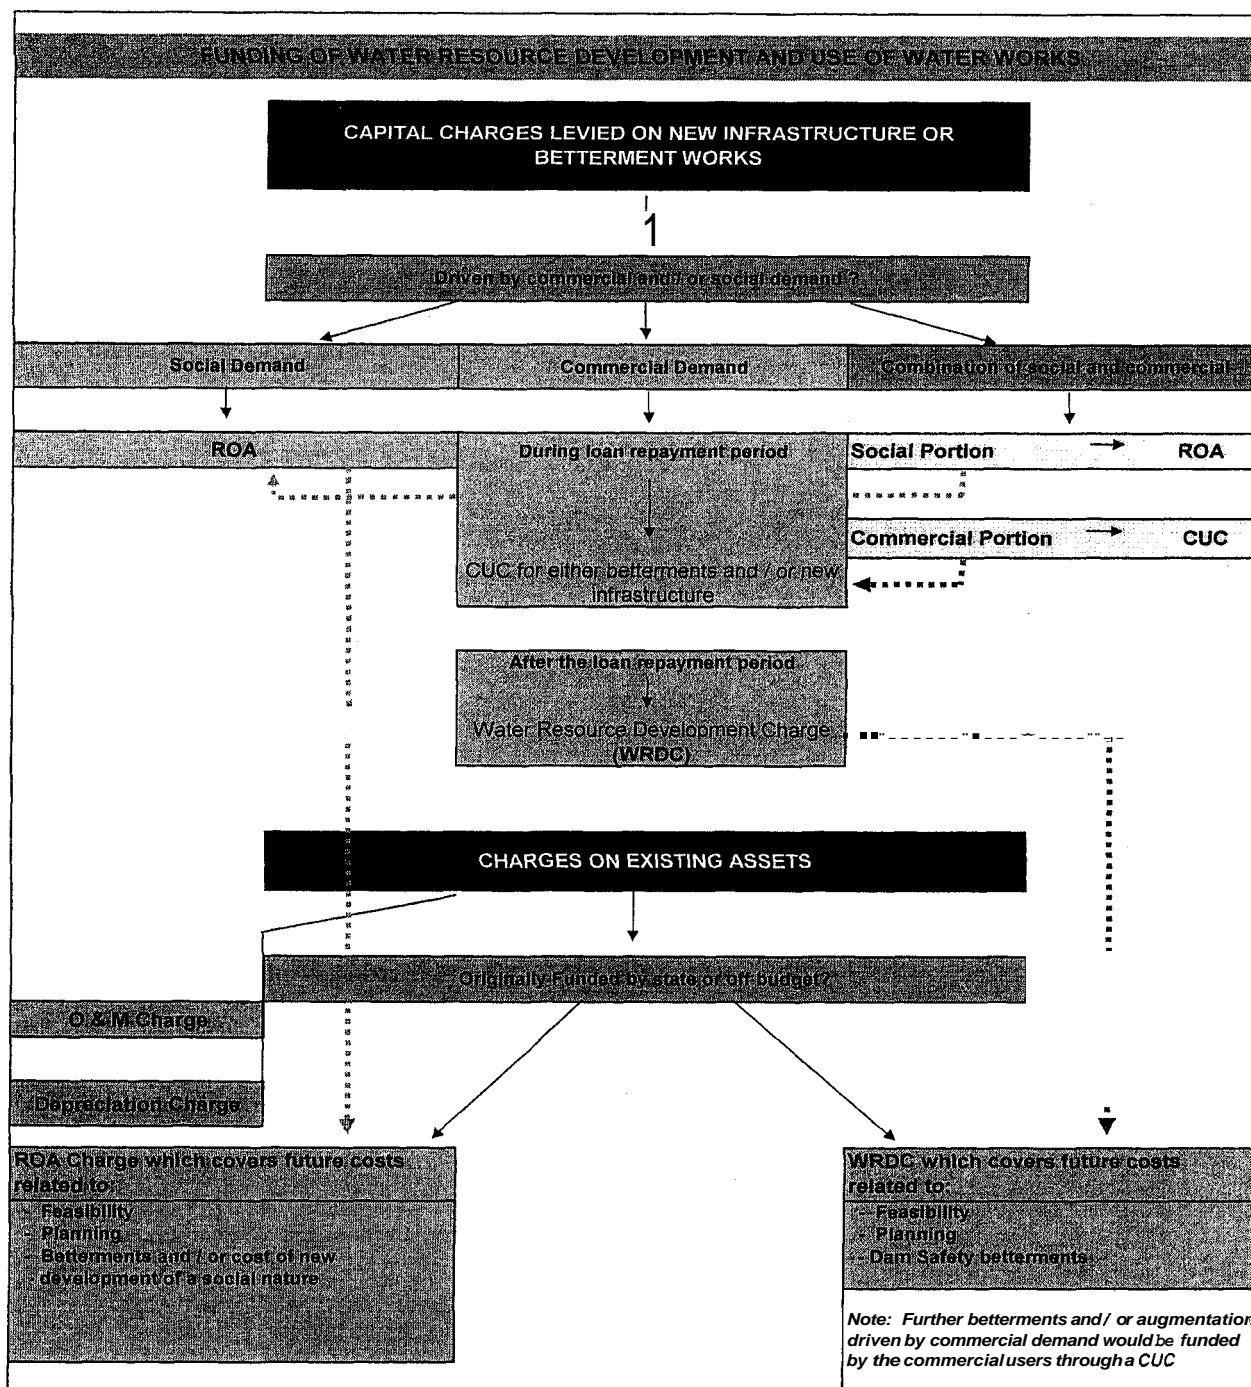 FUNDING OF WATER RESOURCE DEVELOPMENT AND USE OF WATER WORKS
CAPITAL CHARGES LEVIED ON NEW INFRASTRUCTURE OR
BETTERMENT WORKS
1
Driven by commercial and / or social demand ?
Social Demand
Commercial Demand
Combination of social and commercial
ROA
During loan repayment period
CUC for either betterments and / or new
infrastructure
Social Portion ROA
Commercial Portion CUC
After the loan repayment period
Water Resource Development Charge
(WRDC)
CHARGES ON EXISTING ASSETS
Originally Funded by state or off-budget?
O & M Charge
Depreciation Charge
ROA Charge which covers future costs
related to:
- Feasibility
- Planning
- Betterments and / or cost of new
development of a social nature
WRDC which covers future costs
related to:
- Feasibility
- Planning
- Dam Safety betterments
Note: Further betterments and / or augmentation
driven by commercial demand would be funded
by the commercial users through a CUC